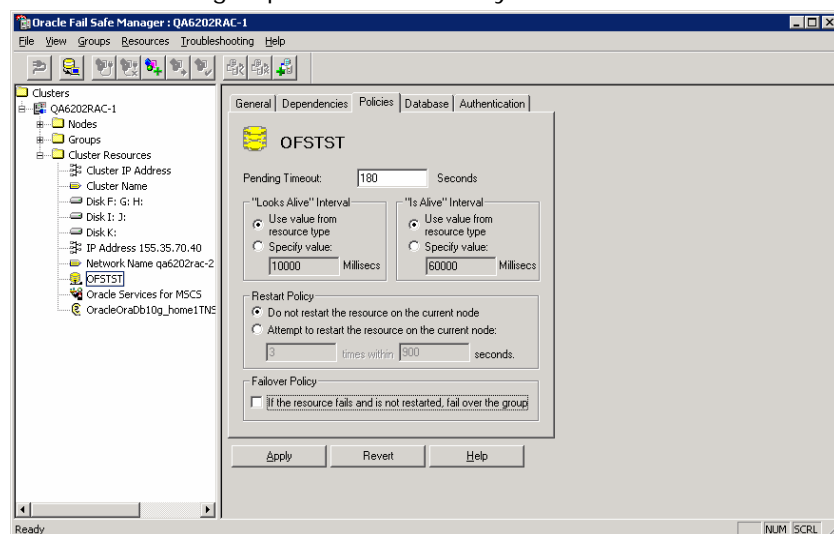 Oracle Fail Safe Manager : QA6202RAC-1
File View Groups Resources Troubleshooting Help
Clusters
QA6202RAC-1
Nodes
Groups
Cluster Resources
Cluster IP Address
Cluster Name
Disk F: G: H:
Disk I: J:
Disk K:
IP Address 155.35.70.40
Network Name qa6202rac-2
OFSTST
Oracle Services for MSCS
OracleOraDb10g_home1TNS
General Dependencies Policies Database Authentication
OFSTST
Pending Timeout: 180 Seconds
"Looks Alive" Interval
Use value from
resource type
Specify value:
10000 Millisecs
"Is Alive" Interval
Use value from
resource type
Specify value:
60000 Millisecs
Restart Policy
Do not restart the resource on the current node
Attempt to restart the resource on the current node:
3 times within 900 seconds.
Failover Policy
If the resource fails and is not restarted, fail over the group
Apply Revert Help
Ready NUM SCRL